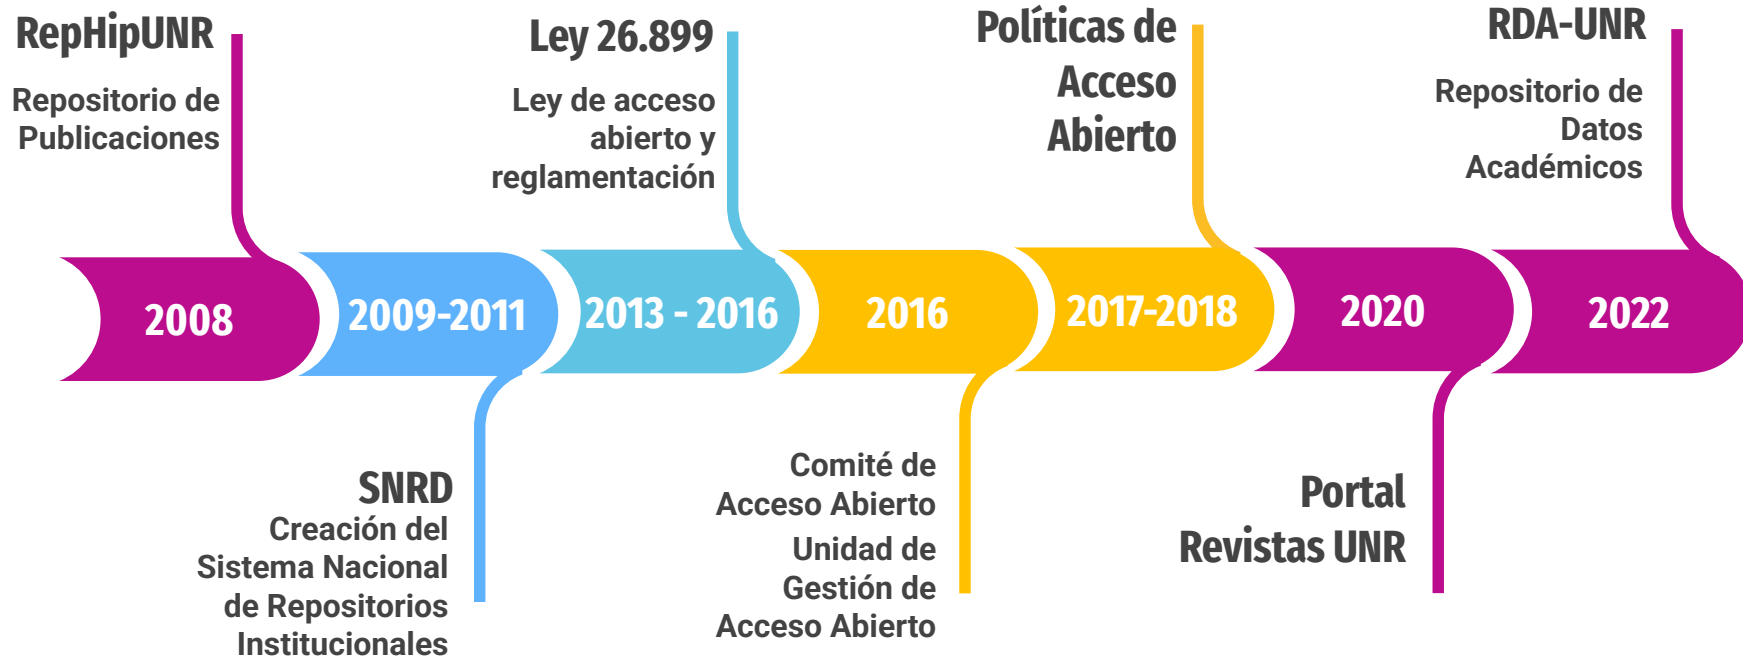 RepHipUNR
Repositorio de
Publicaciones
Ley 26.899
Ley de acceso
abierto y
reglamentación
Políticas de
Acceso
Abierto
RDA-UNR
Repositorio de
Datos
Académicos
2008
2009-2011
2013 - 2016
2016
2017-2018
2020
2022
SNRD
Creación del
Sistema Nacional
de Repositorios
Institucionales
Comité de
Acceso Abierto
Unidad de
Gestión de
Acceso Abierto
Portal
Revistas UNR